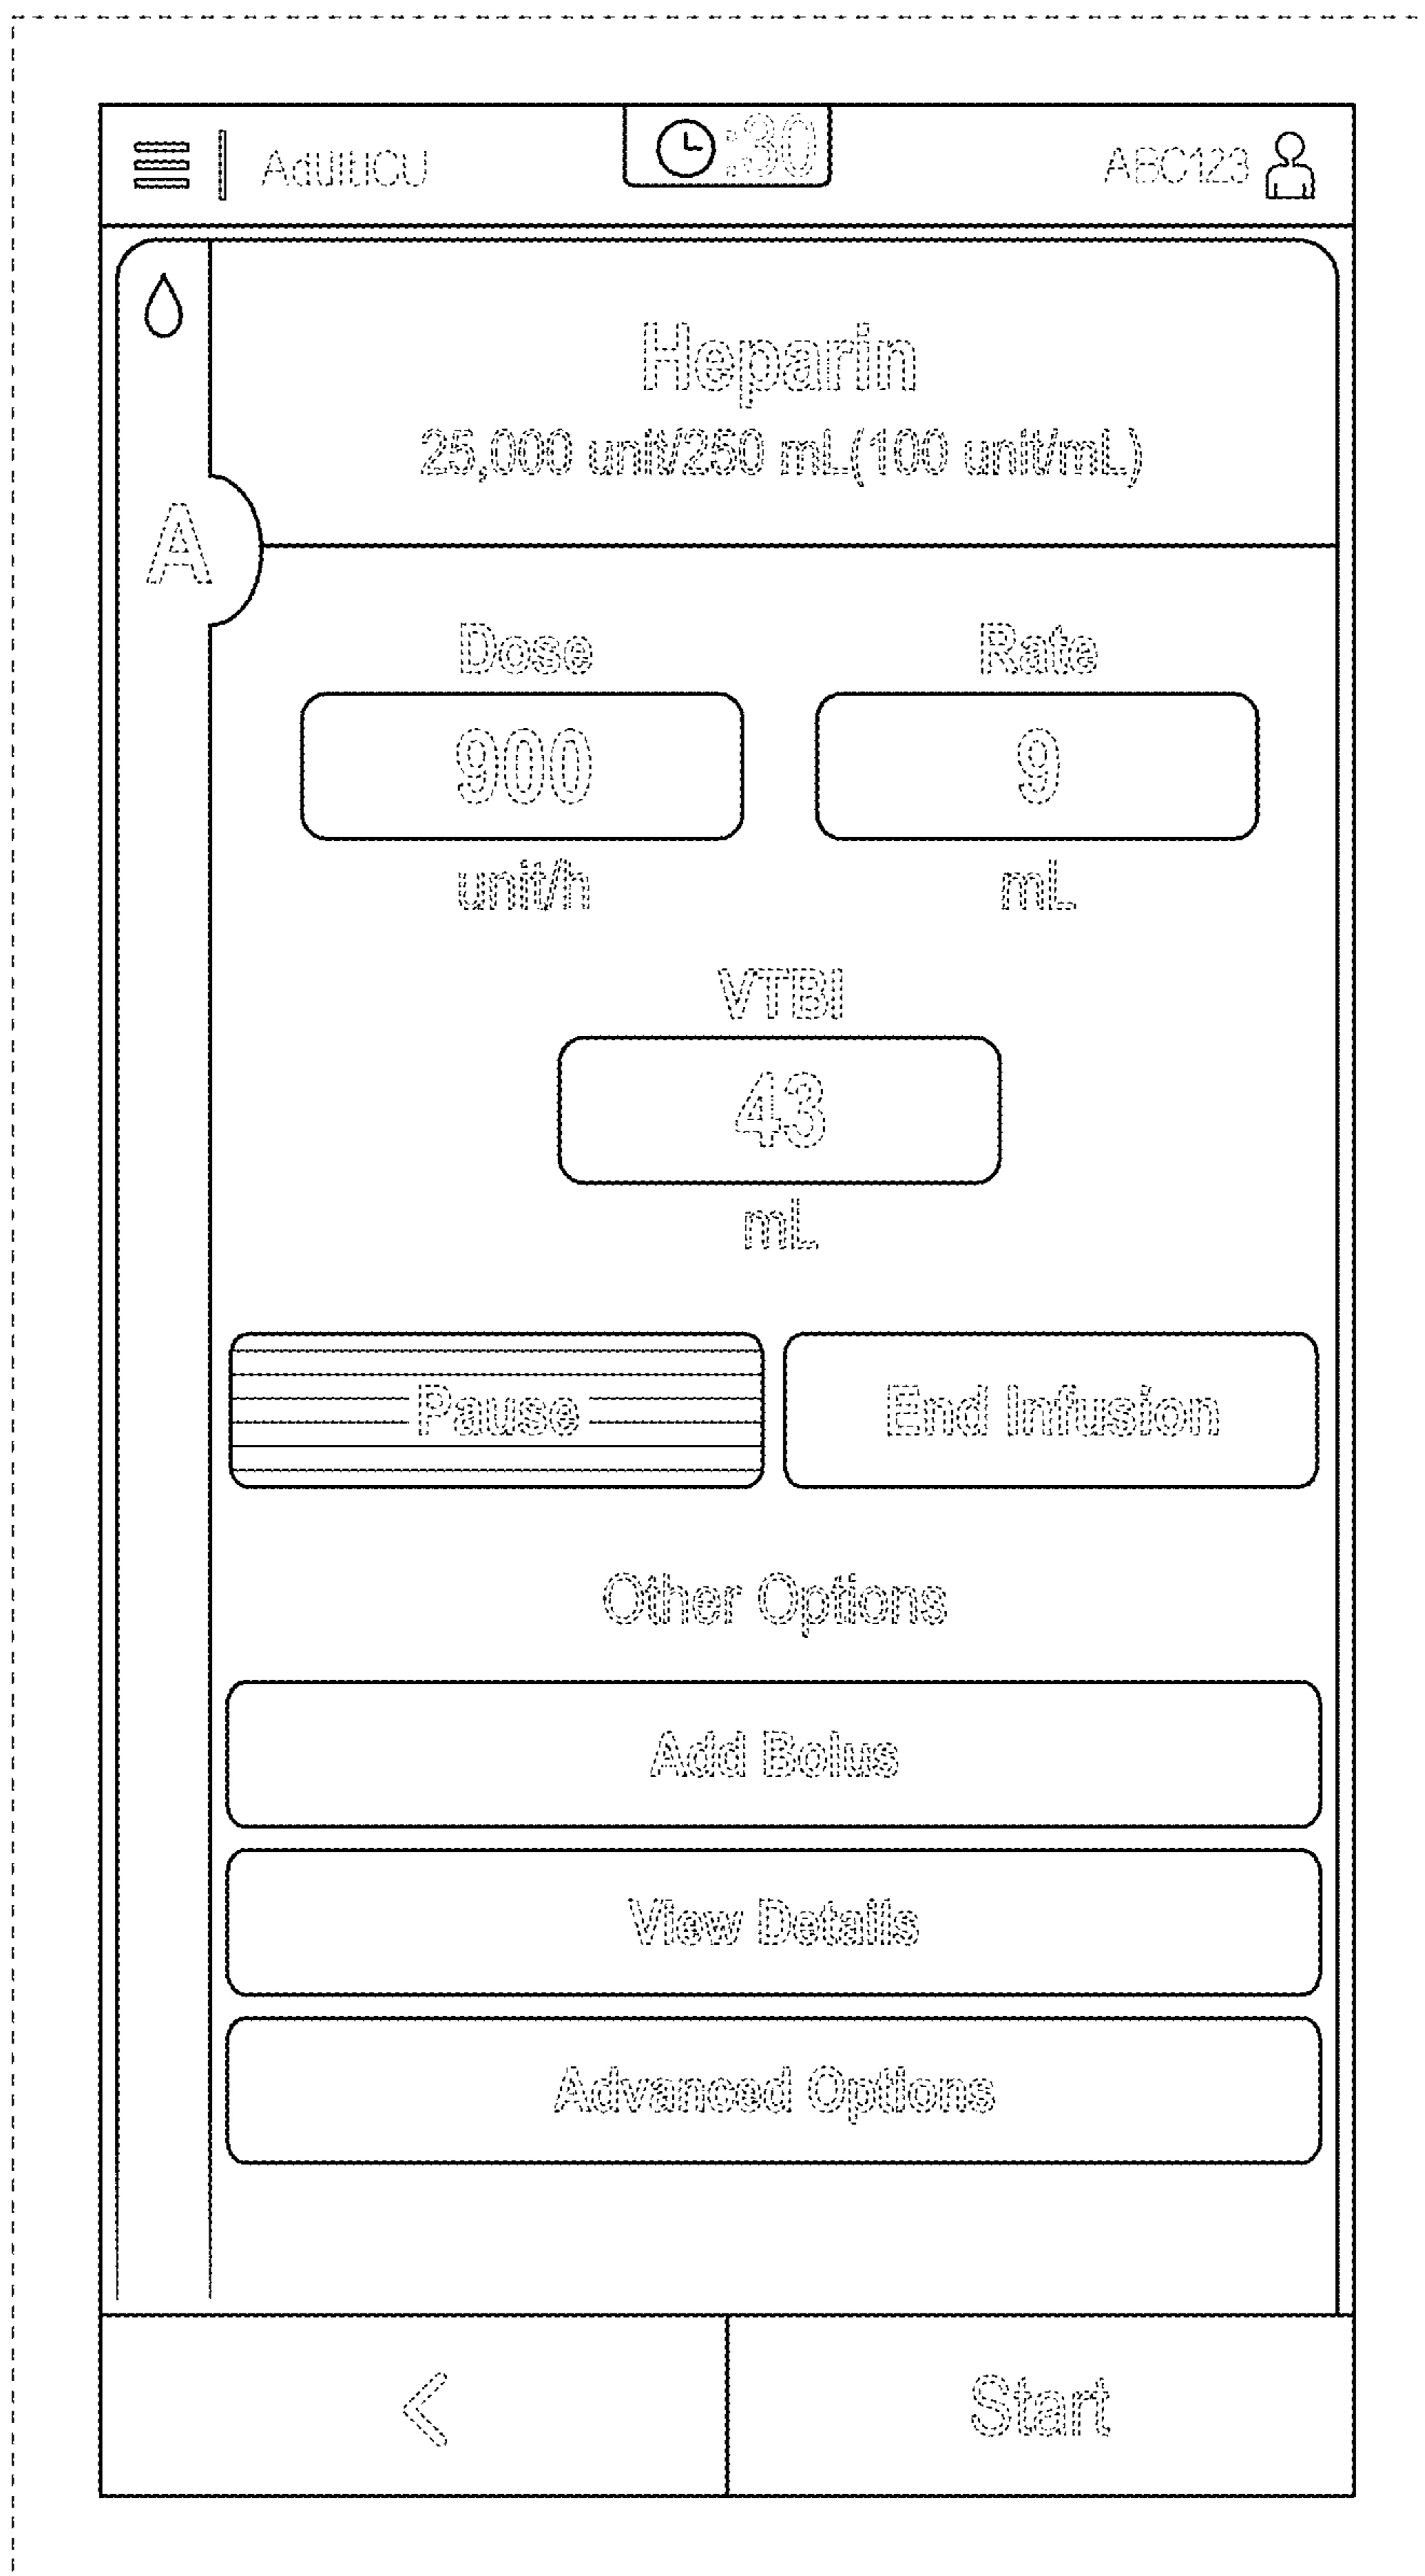 AdultICU :30 ABC123
Heparin
25,000 unit/250 mL(100 unit/mL)
A
Dose Rate
900 9
unit/h mL
VTBI
43
mL
Pause End Infusion
Other Options
Add Bolus
View Details
Advanced Options
< Start